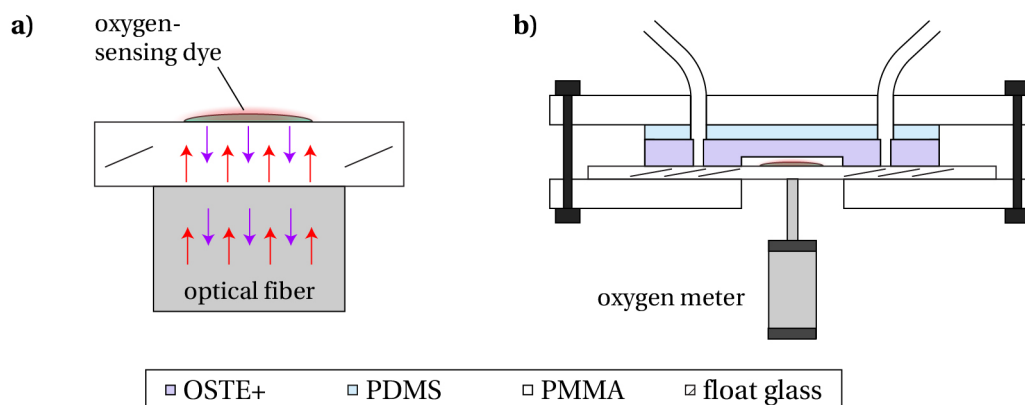 a)
oxygen-
sensing dye
optical fiber
b)
oxygen meter
OSTE+ PDMS PMMA float glass